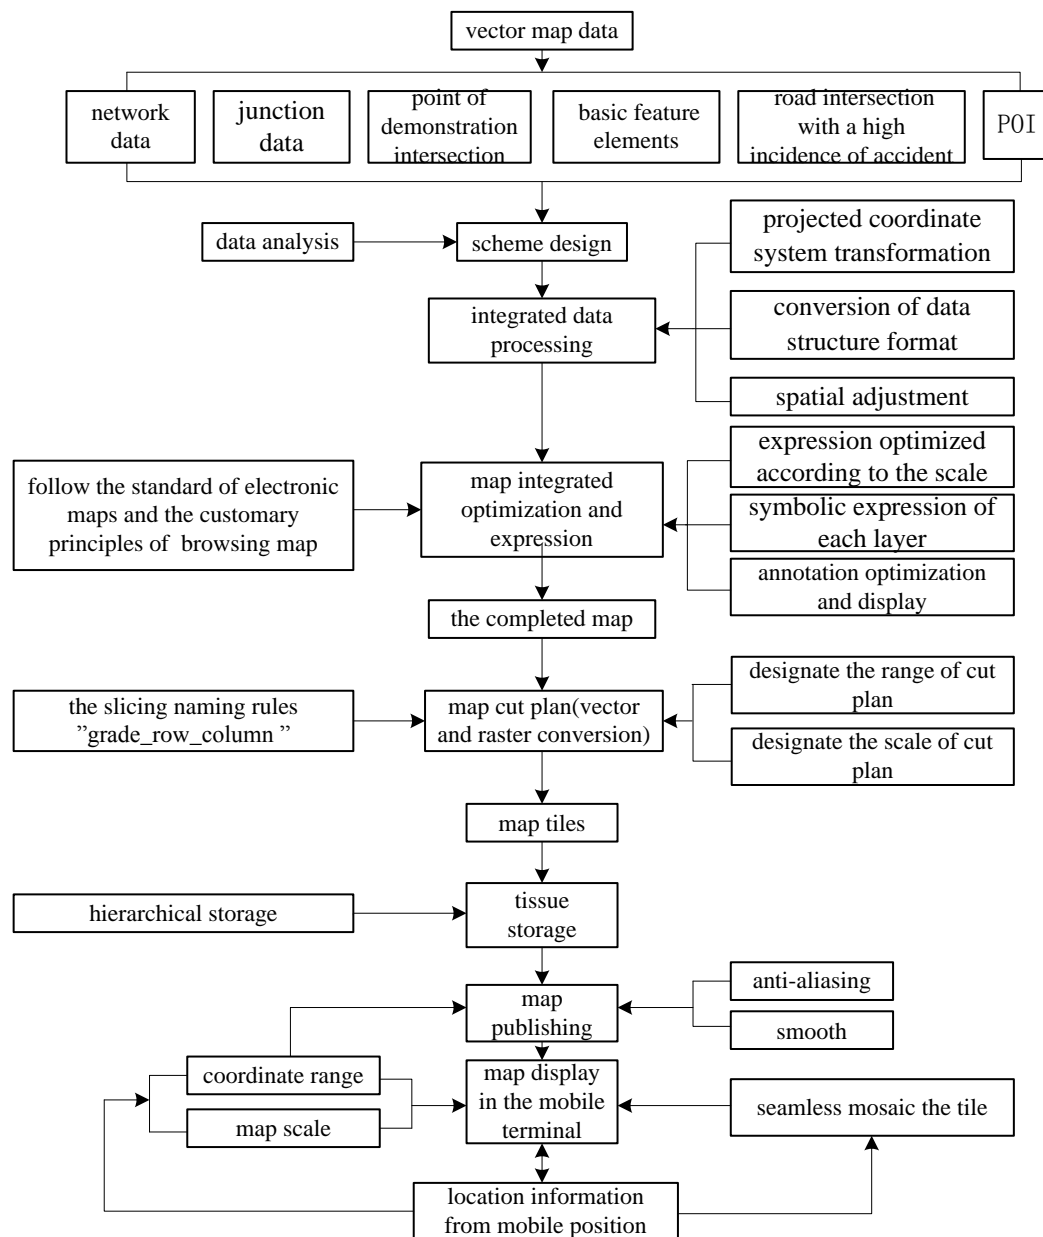 vector map data
network
data
junction
data
point of
demonstration
intersection
basic feature
elements
road intersection
with a high
incidence of accident
POI
data analysis
scheme design
projected coordinate
system transformation
integrated data
processing
conversion of data
structure format
spatial adjustment
follow the standard of electronic
maps and the customary
principles of browsing map
map integrated
optimization and
expression
expression optimized
according to the scale
symbolic expression of
each layer
annotation optimization
and display
the completed map
the slicing naming rules
”grade_row_column ”
map cut plan(vector
and raster conversion)
designate the range of cut
plan
designate the scale of cut
plan
map tiles
hierarchical storage
tissue
storage
map
publishing
anti-aliasing
smooth
coordinate range
map scale
map display
in the mobile
terminal
seamless mosaic the tile
location information
from mobile position